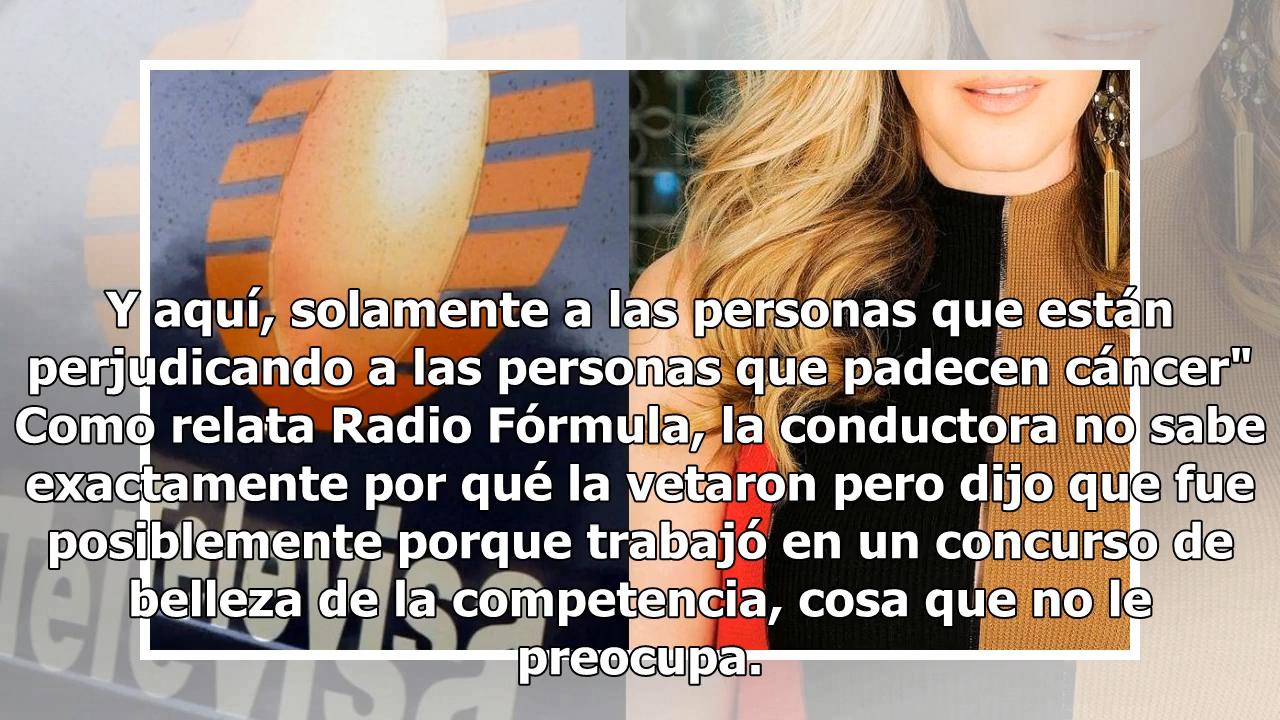 Y aquí, solamente a las personas que están
perjudicando a las personas que padecen cáncer"
Como relata Radio Fórmula, la conductora no sabe
exactamente por qué la vetaron pero dijo que fue
posiblemente porque trabajó en un concurso de
belleza de la competencia, cosa que no le
preocupa.
Televisa
Televisa